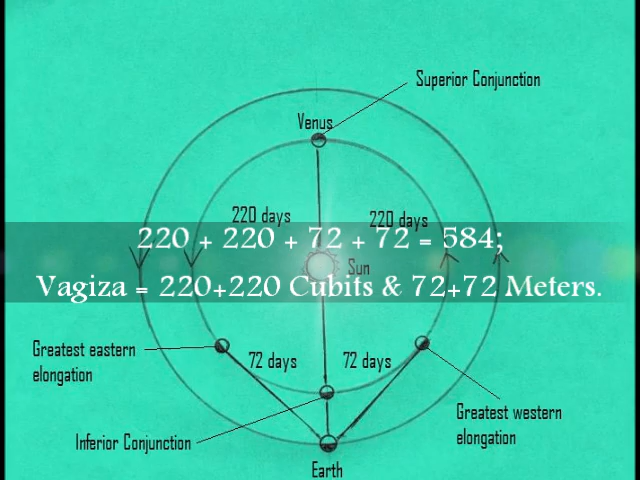 Superior Conjunction
Venus
220 days
220 days
220 + 220 + 72 + 72 = 584;
Sun
Vagiza = 220+220 Cubits & 72+72 Meters.
Greatest eastern
elongation
72 days
72 days
Greatest western
elongation
Inferior Conjunction
Earth